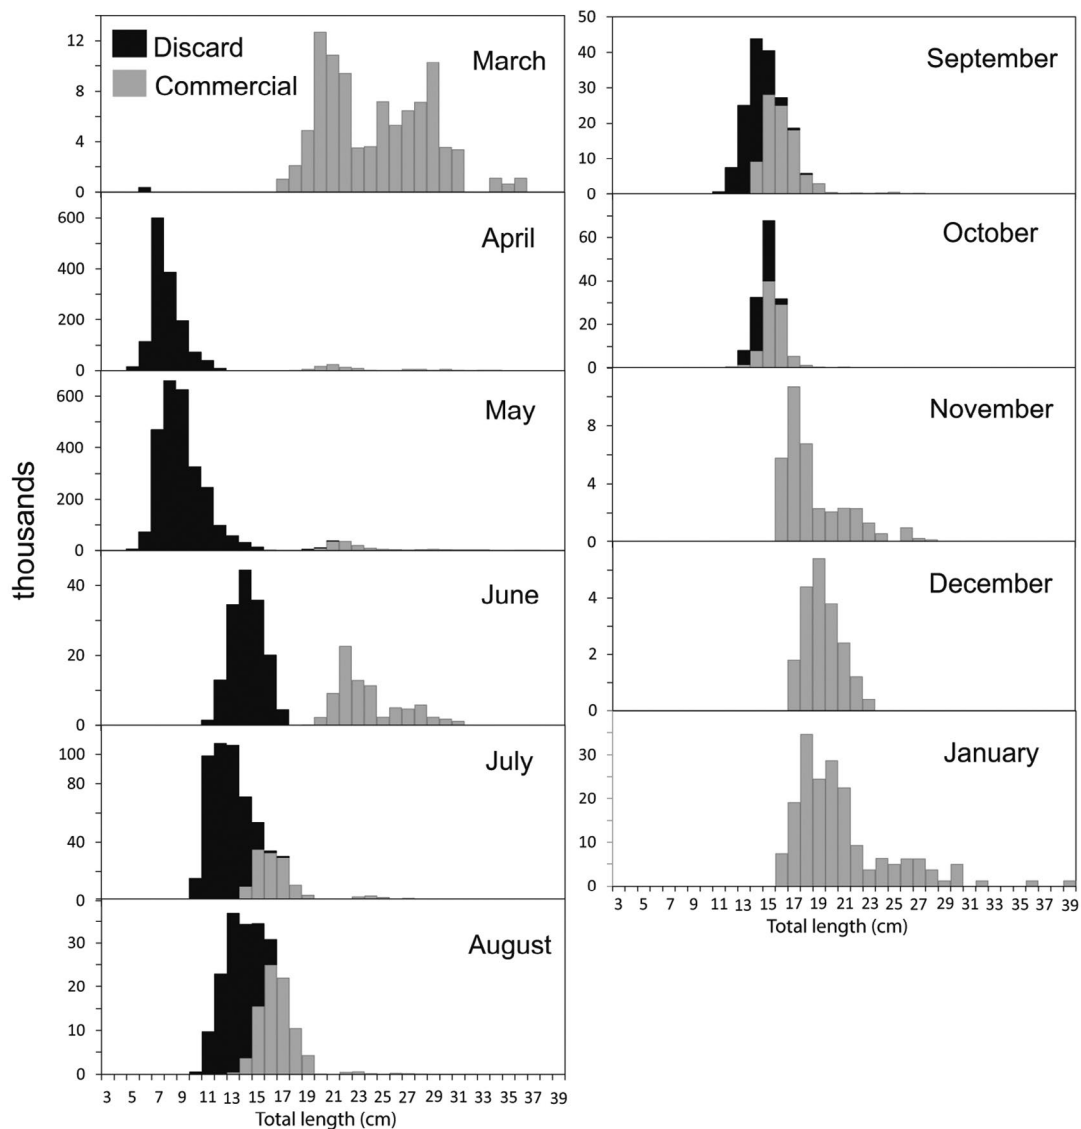 thousands
Discard
Commercial
March
12
8
4
0
April
600
400
200
0
May
600
400
200
0
June
40
20
0
July
100
80
40
0
August
30
20
10
0
3 5 7 9 11 13 15 17 19 21 23 25 27 29 31 33 35 37 39
Total length (cm)
September
50
40
30
20
10
0
October
60
40
20
0
November
8
4
0
December
4
2
0
January
30
20
10
0
3 5 7 9 11 13 15 17 19 21 23 25 27 29 31 33 35 37 39
Total length (cm)